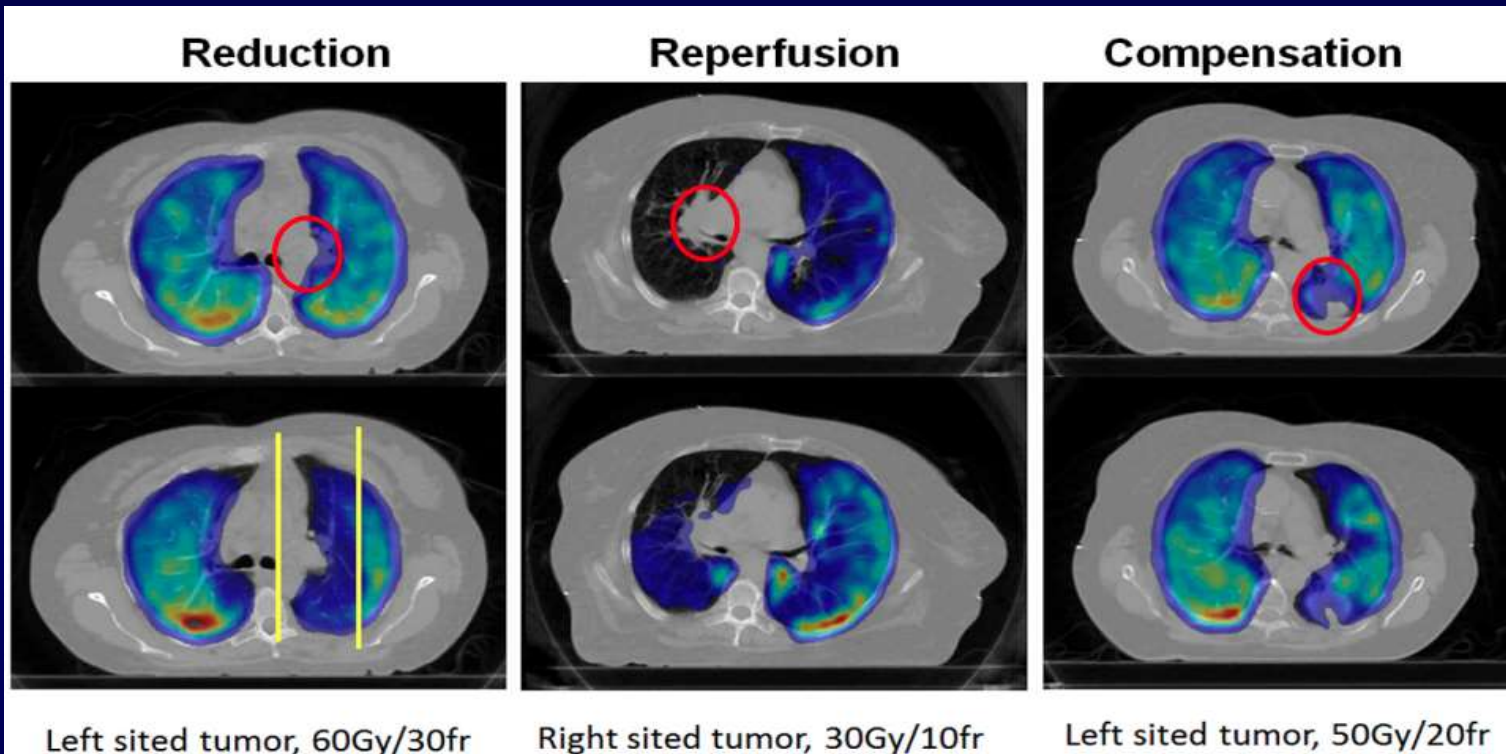 Reduction
Reperfusion
Compensation
Left sited tumor, 60Gy/30fr
Right sited tumor, 30Gy/10fr
Left sited tumor, 50Gy/20fr